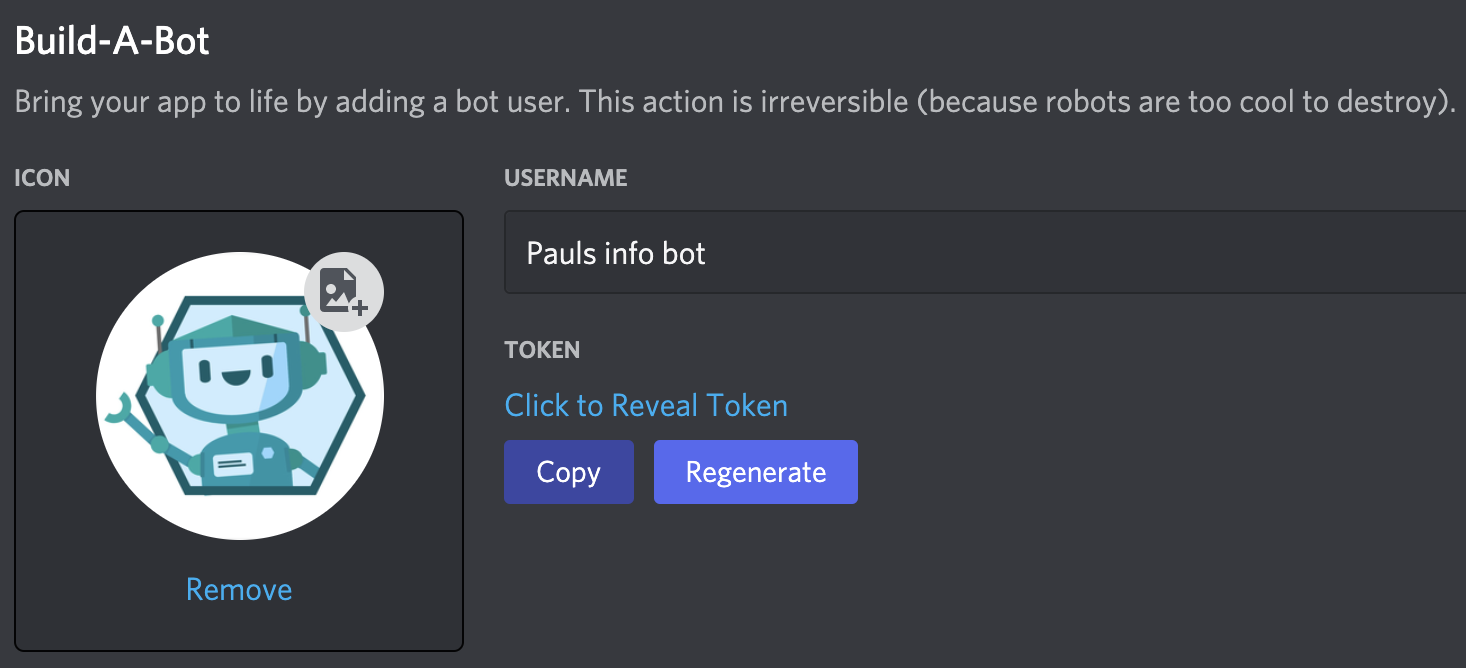 Build-A-Bot
Bring your app to life by adding a bot user. This action is irreversible (because robots are too cool to destroy).
ICON
USERNAME
Pauls info bot
TOKEN
Click to Reveal Token
Copy
Regenerate
Remove